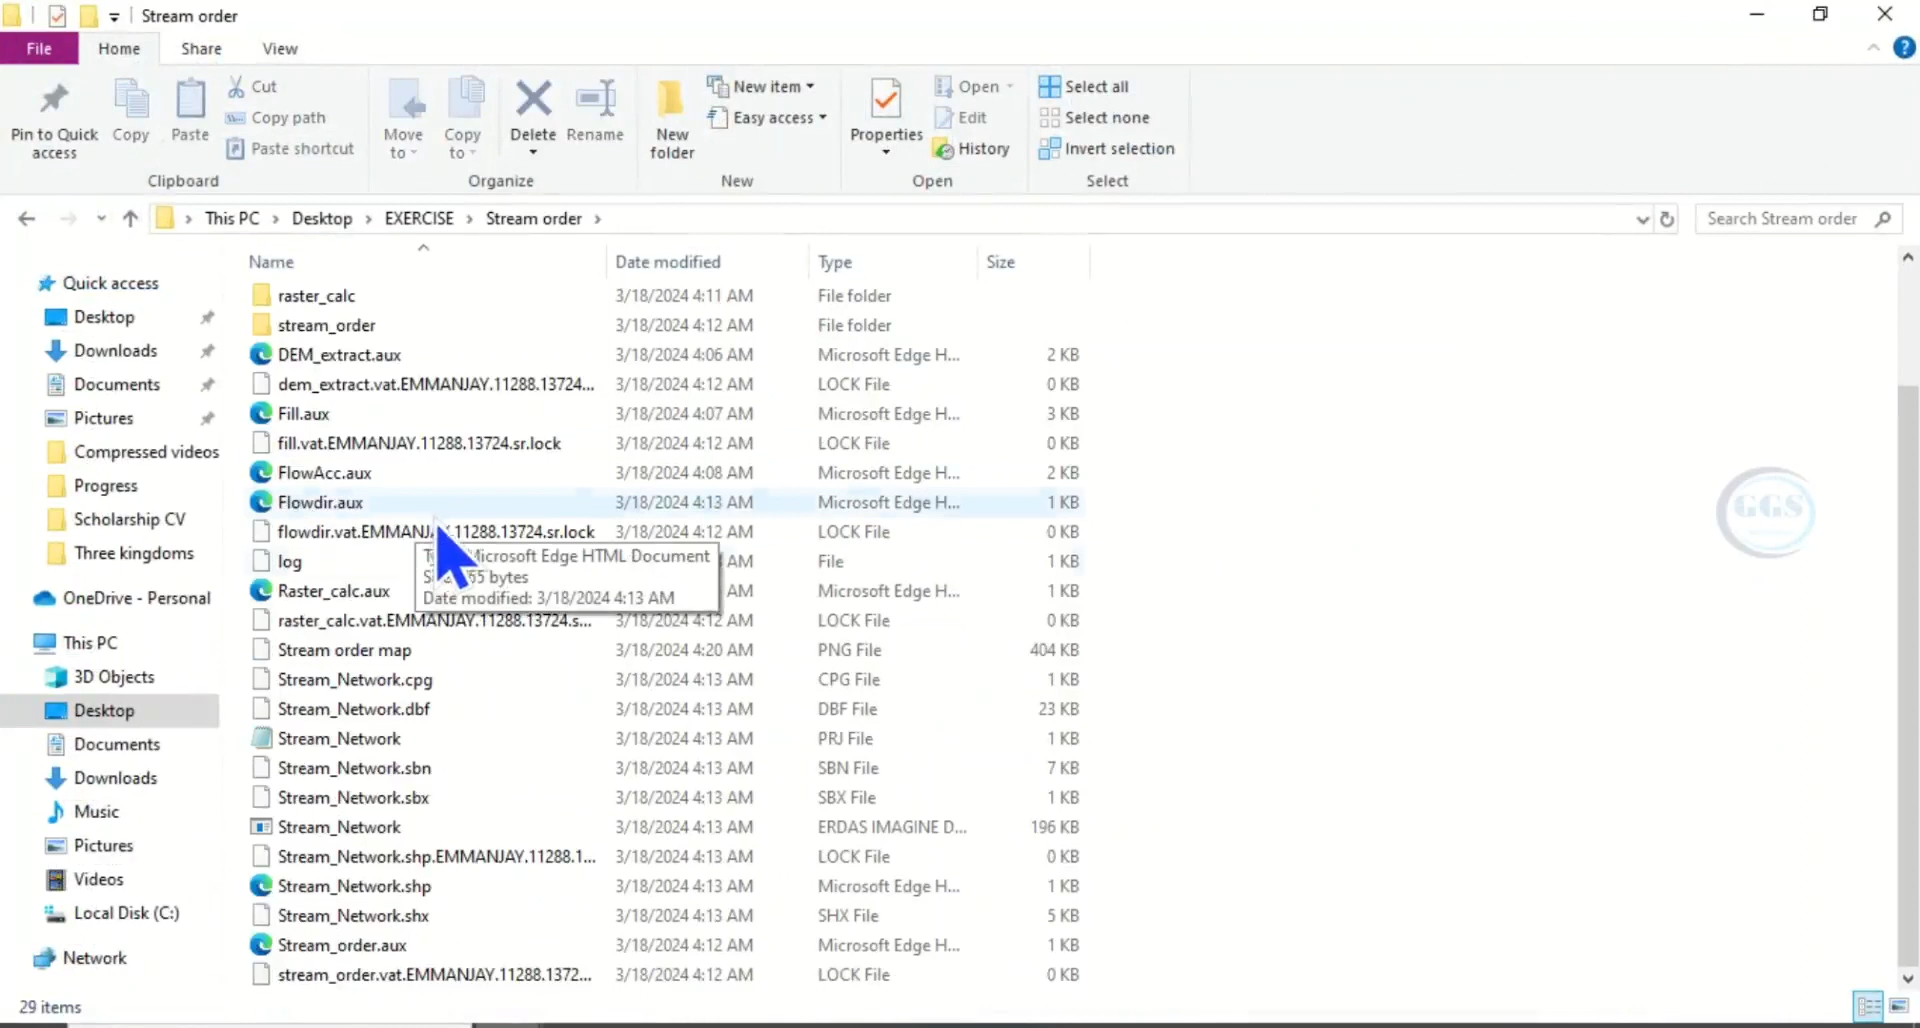 Stream order
File Home Share View
Pin to Quick access
Copy
Paste
Cut
Copy path
Paste shortcut
Clipboard
Move to
Copy to
Delete
Rename
Organize
New folder
New item
Easy access
New
Properties
Open
Edit
History
Open
Select all
Select none
Invert selection
Select
This PC > Desktop > EXERCISE > Stream order >
Search Stream order
Quick access
Desktop
Downloads
Documents
Pictures
Compressed videos
Progress
Scholarship CV
Three kingdoms
OneDrive - Personal
This PC
3D Objects
Desktop
Documents
Downloads
Music
Pictures
Videos
Local Disk (C:)
Network
Name Date modified Type Size
raster_calc 3/18/2024 4:11 AM File folder
stream_order 3/18/2024 4:12 AM File folder
DEM_extract.aux 3/18/2024 4:06 AM Microsoft Edge H... 2 KB
dem_extract.vat.EMMANJAY.11288.13724... 3/18/2024 4:12 AM LOCK File 0 KB
Fill.aux 3/18/2024 4:07 AM Microsoft Edge H... 3 KB
fill.vat.EMMANJAY.11288.13724.sr.lock 3/18/2024 4:12 AM LOCK File 0 KB
FlowAcc.aux 3/18/2024 4:08 AM Microsoft Edge H... 2 KB
Flowdir.aux 3/18/2024 4:13 AM Microsoft Edge H... 1 KB
flowdir.vat.EMMANJAY.11288.13724.sr.lock 3/18/2024 4:12 AM LOCK File 0 KB
log AM File 1 KB
Raster_calc.aux AM Microsoft Edge H... 1 KB
raster_calc.vat.EMMANJAY.11288.13724.s... 3/18/2024 4:12 AM LOCK File 0 KB
Stream order map 3/18/2024 4:20 AM PNG File 404 KB
Stream_Network.cpg 3/18/2024 4:13 AM CPG File 1 KB
Stream_Network.dbf 3/18/2024 4:13 AM DBF File 23 KB
Stream_Network 3/18/2024 4:13 AM PRJ File 1 KB
Stream_Network.sbn 3/18/2024 4:13 AM SBN File 7 KB
Stream_Network.sbx 3/18/2024 4:13 AM SBX File 1 KB
Stream_Network 3/18/2024 4:13 AM ERDAS IMAGINE D... 196 KB
Stream_Network.shp.EMMANJAY.11288.1... 3/18/2024 4:13 AM LOCK File 0 KB
Stream_Network.shp 3/18/2024 4:13 AM Microsoft Edge H... 1 KB
Stream_Network.shx 3/18/2024 4:13 AM SHX File 5 KB
Stream_order.aux 3/18/2024 4:12 AM Microsoft Edge H... 1 KB
stream_order.vat.EMMANJAY.11288.1372... 3/18/2024 4:12 AM LOCK File 0 KB
Microsoft Edge HTML Document
bytes
Date modified: 3/18/2024 4:13 AM
GGS
29 items